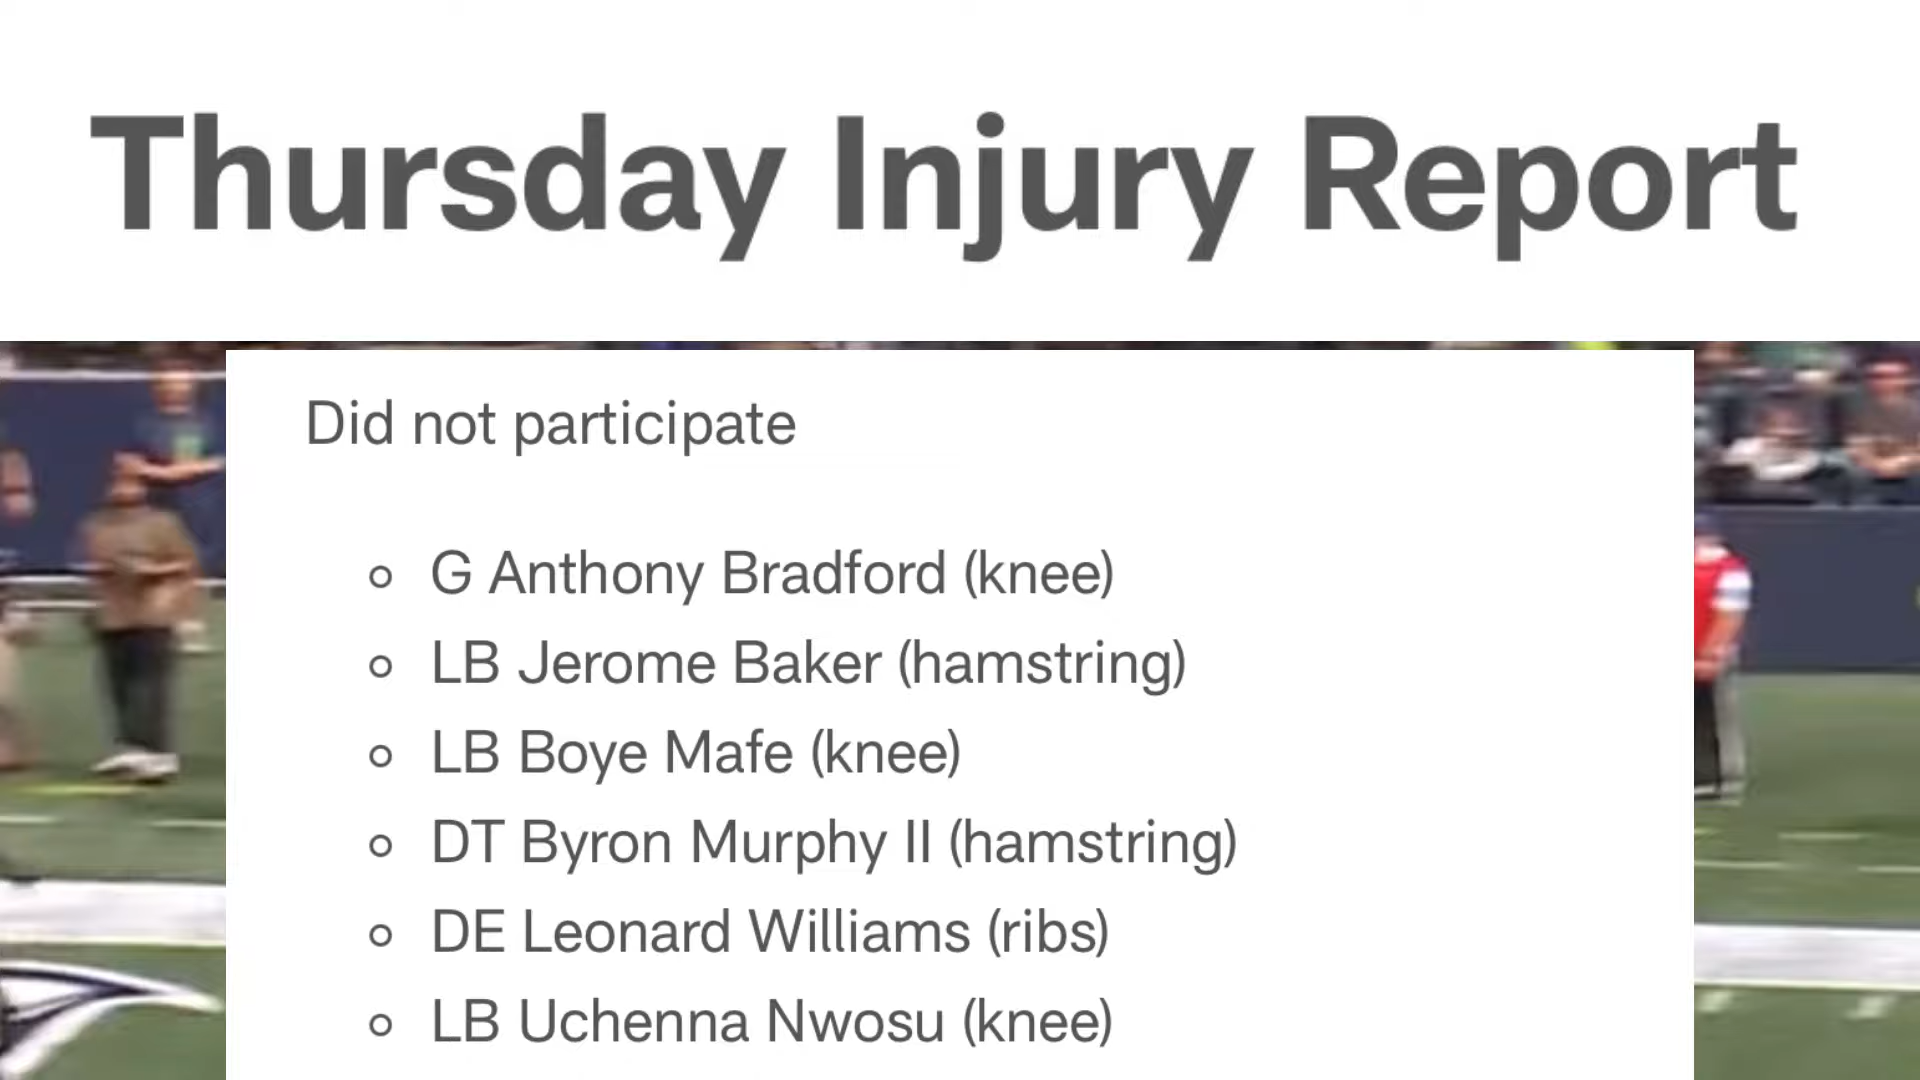 Thursday Injury Report
Did not participate
G Anthony Bradford (knee)
LB Jerome Baker (hamstring)
LB Boye Mafe (knee)
DT Byron Murphy II (hamstring)
DE Leonard Williams (ribs)
LB Uchenna Nwosu (knee)